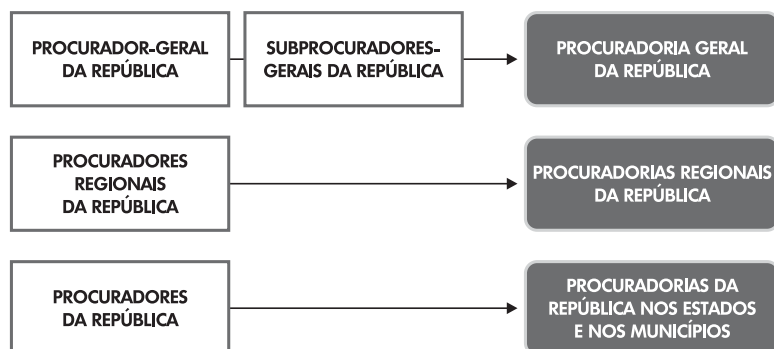 PROCURADOR-GERAL
DA REPÚBLICA
SUBPROCURADORES-
GERAIS DA REPÚBLICA
PROCURADORIA GERAL
DA REPÚBLICA
PROCURADORES
REGIONAIS
DA REPÚBLICA
PROCURADORIAS REGIONAIS
DA REPÚBLICA
PROCURADORES
DA REPÚBLICA
PROCURADORIAS DA
REPÚBLICA NOS ESTADOS
E NOS MUNICÍPIOS